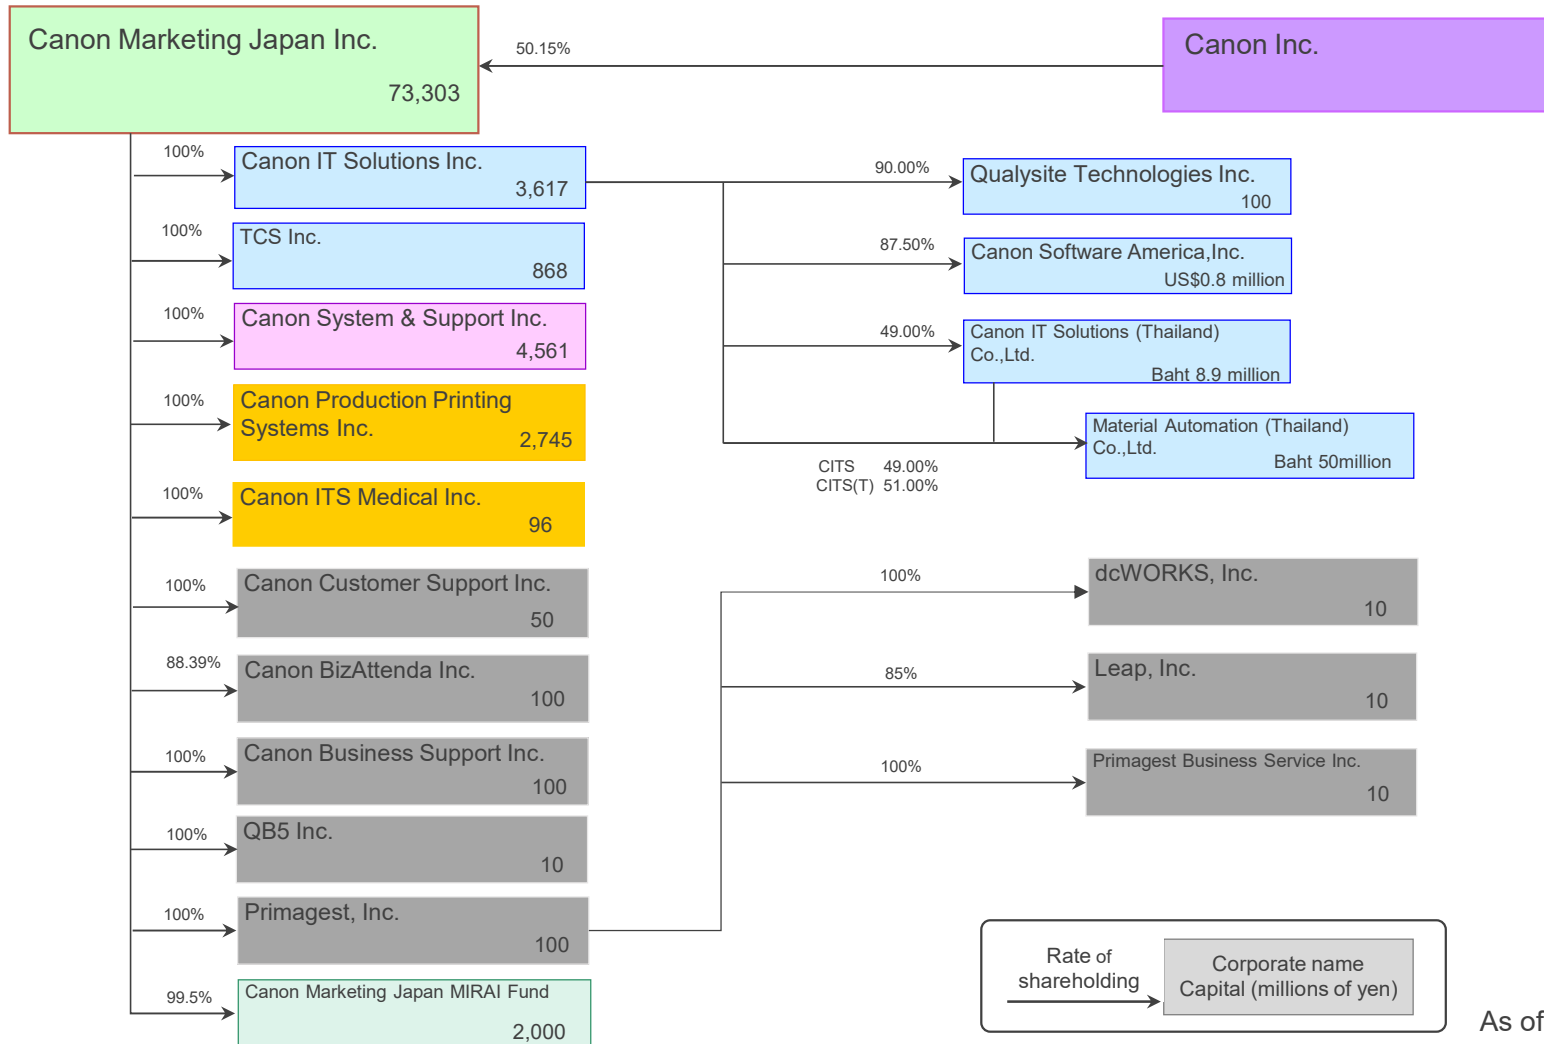 Canon Marketing Japan Inc.
73,303
50.15%
Canon Inc.
100%
Canon IT Solutions Inc.
3,617
90.00%
Qualysite Technologies Inc.
100
100%
TCS Inc.
868
87.50%
Canon Software America,Inc.
US$0.8 million
100%
Canon System & Support Inc.
4,561
49.00%
Canon IT Solutions (Thailand)
Co.,Ltd.
Baht 8.9 million
100%
Canon Production Printing
Systems Inc.
2,745
Material Automation (Thailand)
Co.,Ltd.
Baht 50million
CITS 49.00%
CITS(T) 51.00%
100%
Canon ITS Medical Inc.
96
100%
Canon Customer Support Inc.
50
100%
dcWORKS, Inc.
10
88.39%
Canon BizAttenda Inc.
100
85%
Leap, Inc.
10
100%
Canon Business Support Inc.
100
100%
Primagest Business Service Inc.
10
100%
QB5 Inc.
10
100%
Primagest, Inc.
100
99.5%
Canon Marketing Japan MIRAI Fund
2,000
Rate of
shareholding
Corporate name
Capital (millions of yen)
As of